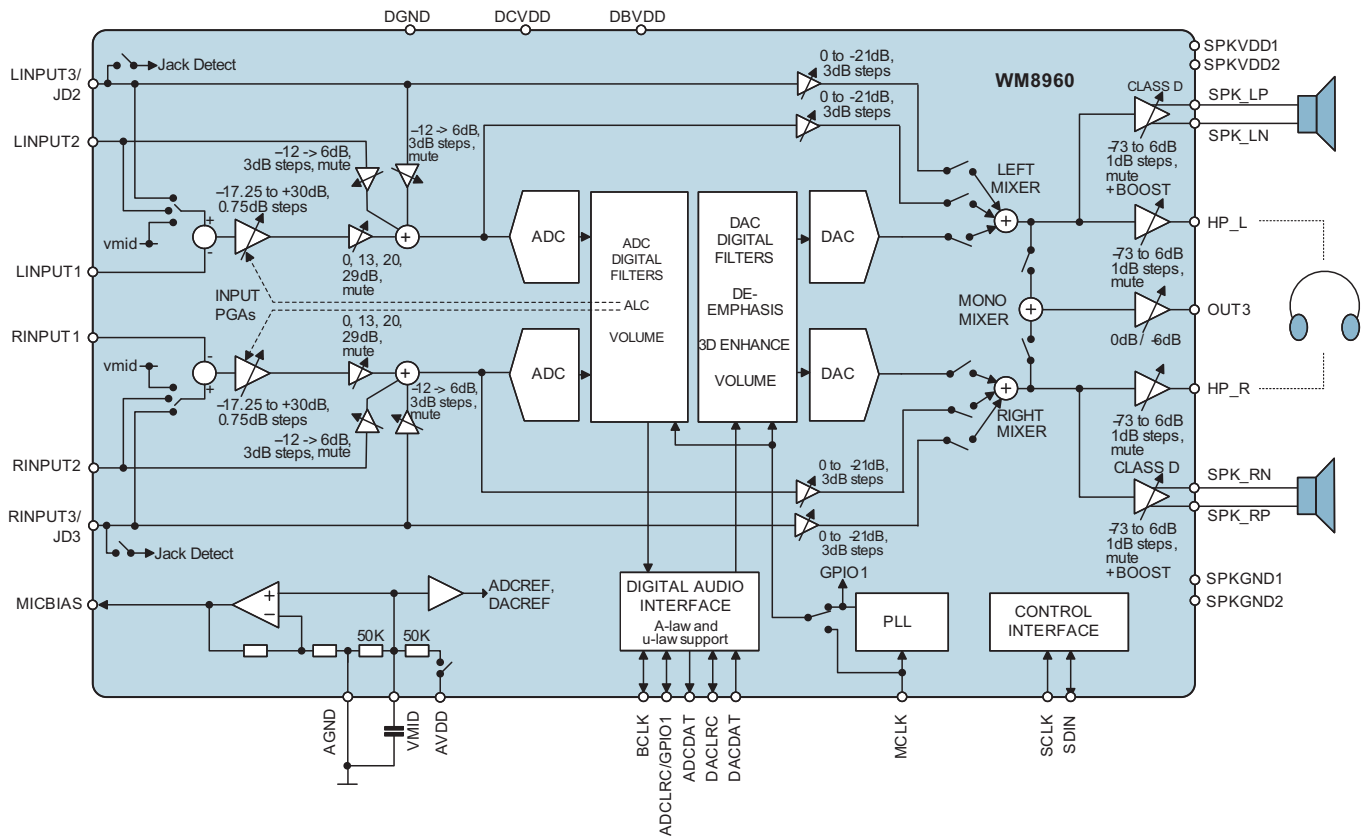 DGND
DCVDD
DBVDD
SPKVDD1
SPKVDD2
LINPUT3/
JD2
Jack Detect
0 to -21dB,
3dB steps
WM8960
CLASS D
SPK_LP
SPK_LN
0 to -21dB,
3dB steps
LINPUT2
–12 -> 6dB,
3dB steps, mute
–12 -> 6dB,
3dB steps,
mute
LEFT
MIXER
-73 to 6dB
1dB steps,
mute
+BOOST
–17.25 to +30dB,
0.75dB steps
+
-
vmid
+
ADC
ADC
DIGITAL
FILTERS
ALC
VOLUME
DAC
DIGITAL
FILTERS
DE-
EMPHASIS
3D ENHANCE
VOLUME
DAC
+
HP_L
LINPUT1
0, 13, 20,
29dB,
mute
-73 to 6dB
1dB steps,
mute
INPUT
PGAs
MONO
MIXER
+
OUT3
0dB / -6dB
RINPUT1
0, 13, 20,
29dB,
mute
vmid
-
+
+
ADC
DAC
+
HP_R
–17.25 to +30dB,
0.75dB steps
–12 -> 6dB,
3dB steps,
mute
–12 -> 6dB,
3dB steps, mute
RIGHT
MIXER
-73 to 6dB
1dB steps,
mute
RINPUT2
CLASS D
SPK_RN
SPK_RP
0 to -21dB,
3dB steps
RINPUT3/
JD3
Jack Detect
0 to -21dB,
3dB steps
-73 to 6dB
1dB steps,
mute
+BOOST
SPKGND1
SPKGND2
MICBIAS
+
–
ADCREF,
DACREF
50K
50K
DIGITAL AUDIO
INTERFACE
A-law and
u-law support
GPIO1
PLL
CONTROL
INTERFACE
AGND
VMID
AVDD
BCLK
ADCLRC/GPIO1
ADCDAT
DACLRC
DACDAT
MCLK
SCLK
SDIN